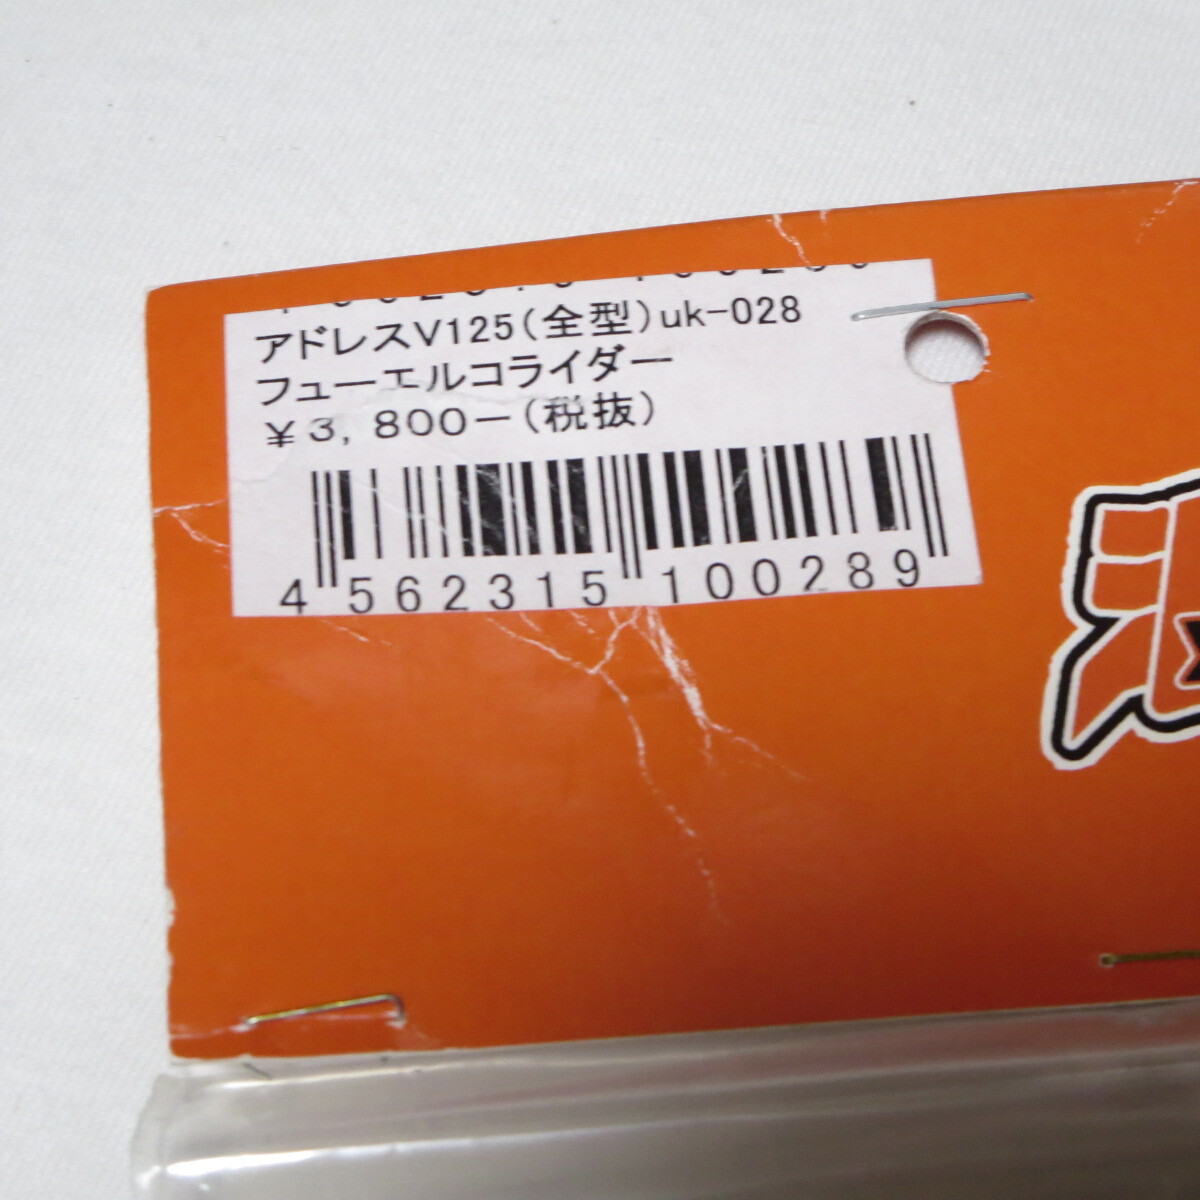 アドレスV125(全型)uk-028
フューエルコライダー
¥3,800-(税抜)
4 562315 100289